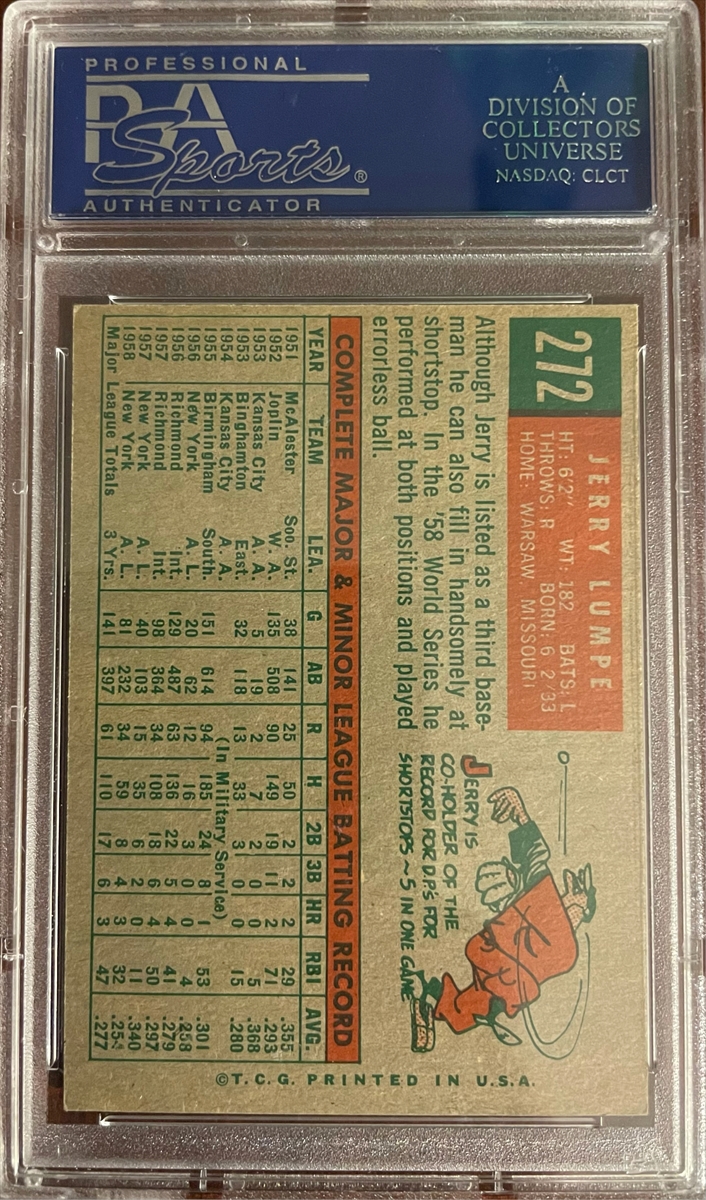 PROFESSIONAL
PSA
Sports®
AUTHENTICATOR
A
DIVISION OF
COLLECTORS
UNIVERSE
NASDAQ: CLCT
272
JERRY LUMPE
HT: 6'2" WT: 182 BATS: L
THROWS: R BORN: 6 2 '33
HOME: WARSAW, MISSOURI
Although Jerry is listed as a third base-
man he can also fill in handsomely at
shortstop. In the '58 World Series he
performed at both positions and played
errorless ball.
JERRY IS
CO-HOLDER OF THE
RECORD FOR D.P.'S FOR
SHORTSTOPS ~ 5 IN ONE GAME
COMPLETE MAJOR & MINOR LEAGUE BATTING RECORD
YEAR TEAM LEA. G AB R H 2B 3B HR RBI AVG.
1951 McAlester Soo. St. 38 141 25 50 2 2 2 29 .355
1952 Joplin W. A. 135 508 90 149 19 11 2 71 .293
1953 Kansas City A. A. 5 19 2 7 2 0 0 5 .368
1953 Binghamton East. 32 118 13 33 3 0 0 15 .280
1954 Kansas City A. A. (In Military Service)
1955 Birmingham South. 151 614 94 185 24 8 1 53 .301
1956 New York A. L. 20 62 12 16 3 0 0 4 .258
1956 Richmond Int. 129 487 63 136 22 5 4 41 .279
1957 Richmond Int. 98 364 34 108 18 6 4 50 .297
1957 New York A. L. 40 103 15 35 6 2 0 11 .340
1958 New York A. L. 81 232 34 59 8 4 3 32
Major League Totals 3 Yrs. 141 397 61 110 17 6 3 47 .277
©T.C.G. PRINTED IN U.S.A.